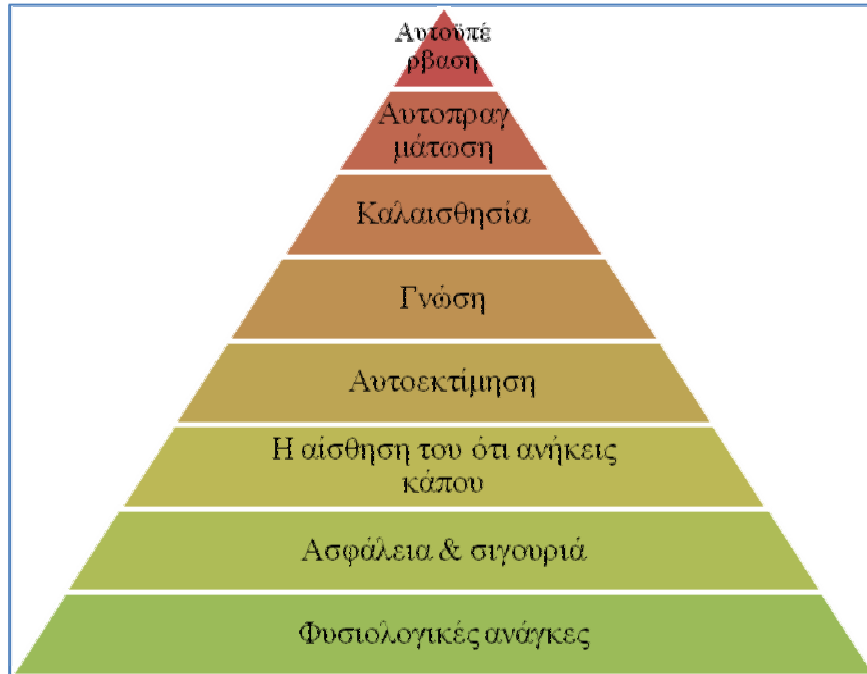 Αυτοϋπέ
ρβαση
Αυτοπραγ
μάτωση
Καλαισθησία
Γνώση
Αυτοεκτίμηση
Η αίσθηση του ότι ανήκεις
κάπου
Ασφάλεια & σιγουριά
Φυσιολογικές ανάγκες